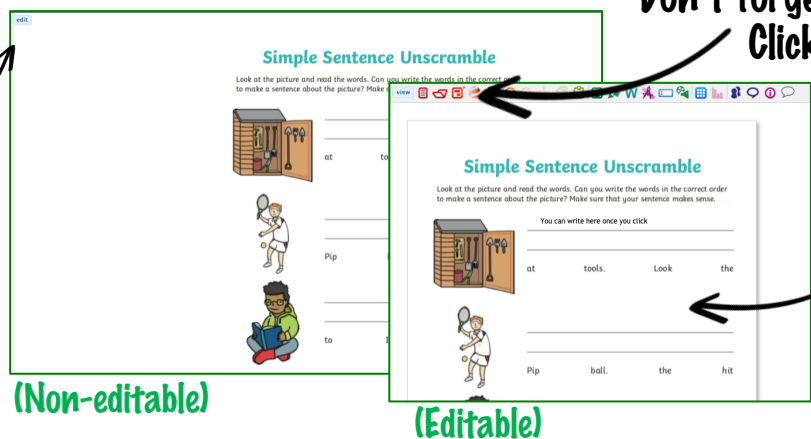 Don't forge
Click
edit
Simple Sentence Unscramble
Look at the picture and read the words. Can you write the words in the correct
to make a sentence about the picture? Make
at to
Pip
to
(Non-editable)
view
Simple Sentence Unscramble
Look at the picture and read the words. Can you write the words in the correct order
to make a sentence about the picture? Make sure that your sentence makes sense.
You can write here once you click
at tools. Look the
Pip ball. the hit
(Editable)